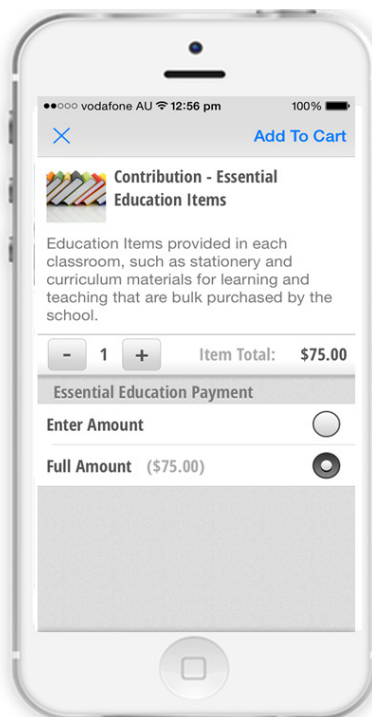 vodafone AU 12:56 pm 100%
Add To Cart
Contribution - Essential
Education Items
Education Items provided in each
classroom, such as stationery and
curriculum materials for learning and
teaching that are bulk purchased by the
school.
- 1 + Item Total: $75.00
Essential Education Payment
Enter Amount
Full Amount ($75.00)